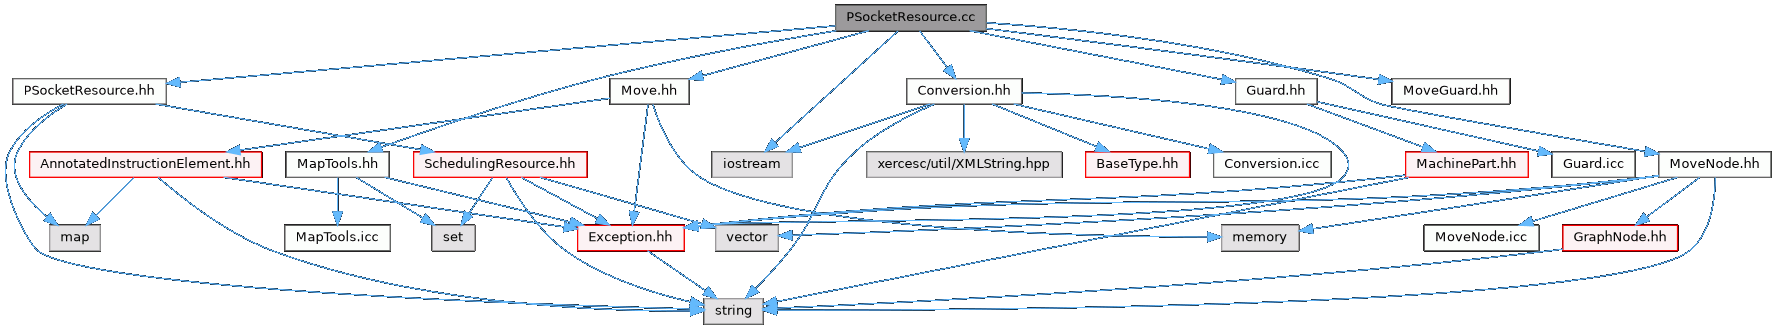 PSocketResource.cc
PSocketResource.hh
Move.hh
Conversion.hh
Guard.hh
MoveGuard.hh
AnnotatedInstructionElement.hh
MapTools.hh
SchedulingResource.hh
iostream
xercesc/util/XMLString.hpp
BaseType.hh
Conversion.icc
MachinePart.hh
Guard.icc
MoveNode.hh
map
MapTools.icc
set
Exception.hh
vector
memory
MoveNode.icc
GraphNode.hh
string